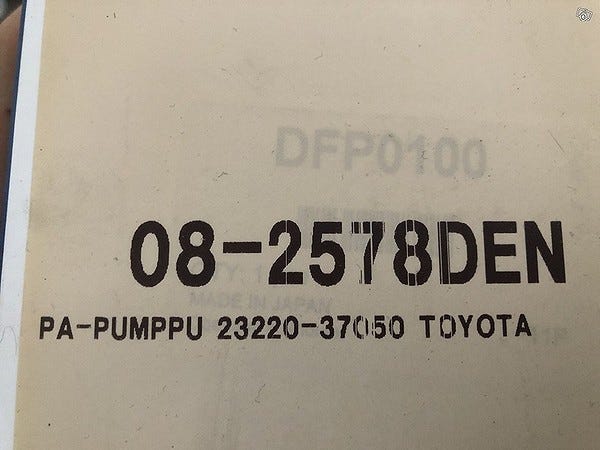 DFP0100
08-2578DEN
MADE IN JAPAN
PA-PUMPPU 23220-37050 TOYOTA